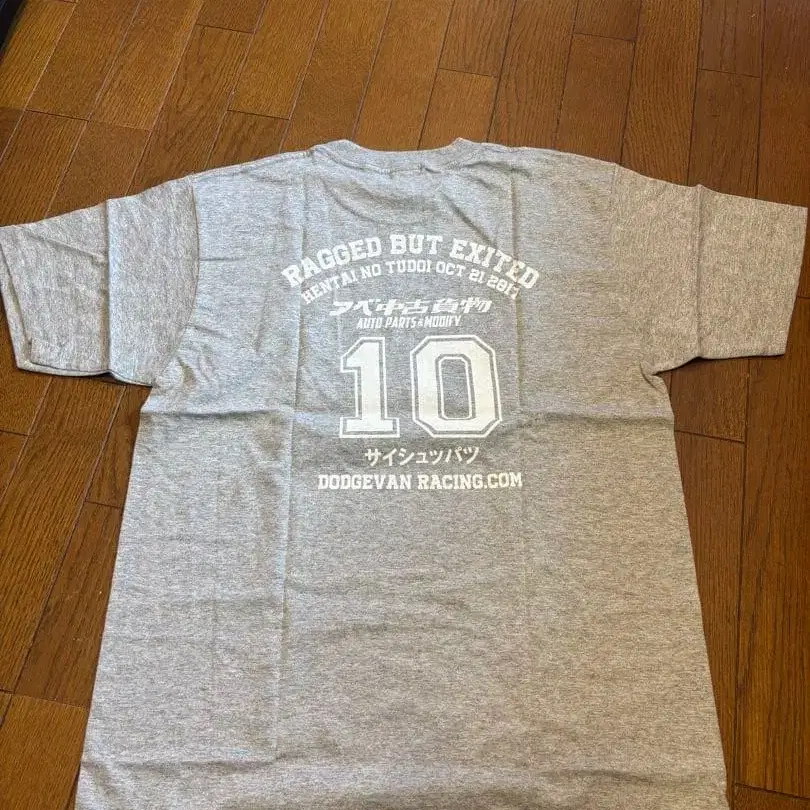 RAGGED BUT EXITED
HENTAI NO TUDOI OCT 21 2017
アベ中古貨物
AUTO PARTS & MODIFY
10
サイシュッパツ
DODGEVAN RACING.COM